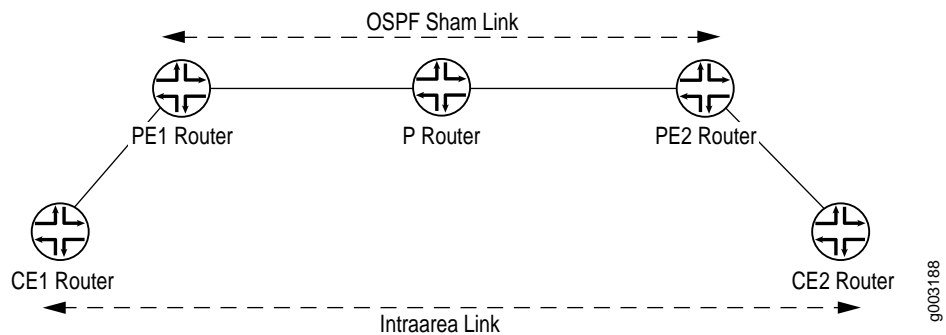 OSPF Sham Link
PE1 Router
P Router
PE2 Router
CE1 Router
CE2 Router
Intraarea Link
g003188